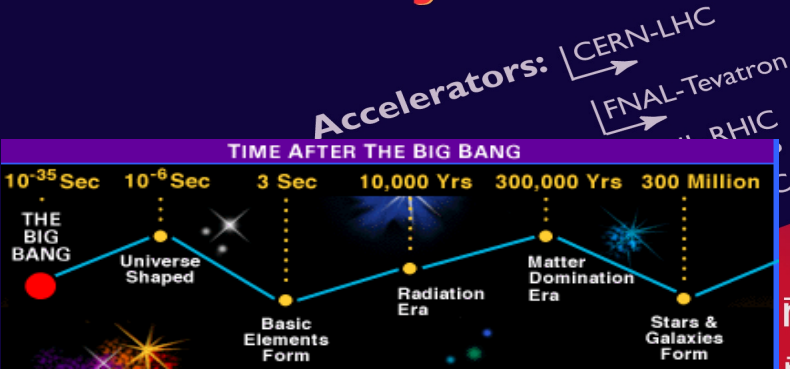 Accelerators:
CERN-LHC
FNAL-Tevatron
RHIC
TIME AFTER THE BIG BANG
10-35 Sec 10-6 Sec 3 Sec 10,000 Yrs 300,000 Yrs 300 Million
THE
BIG
BANG
Universe
Shaped
Basic
Elements
Form
Radiation
Era
Matter
Domination
Era
Stars &
Galaxies
Form